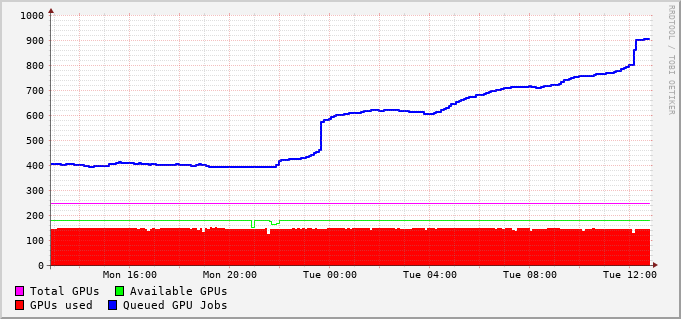 1000
900
800
700
600
500
400
300
200
100
0
Mon 16:00 Mon 20:00 Tue 00:00 Tue 04:00 Tue 08:00 Tue 12:00
Total GPUs Available GPUs
GPUs used Queued GPU Jobs
RRDTOOL / TOBI OETIKER